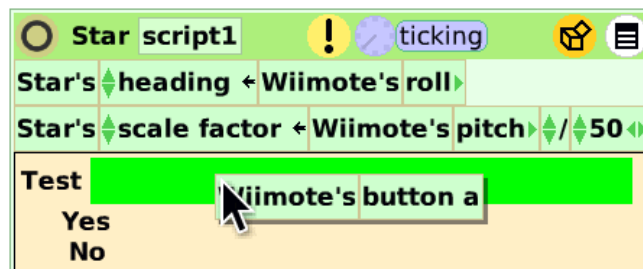 Star script1 ! ticking
Star's heading ← Wiimote's roll
Star's scale factor ← Wiimote's pitch / 50
Test Wiimote's button a
Yes
No